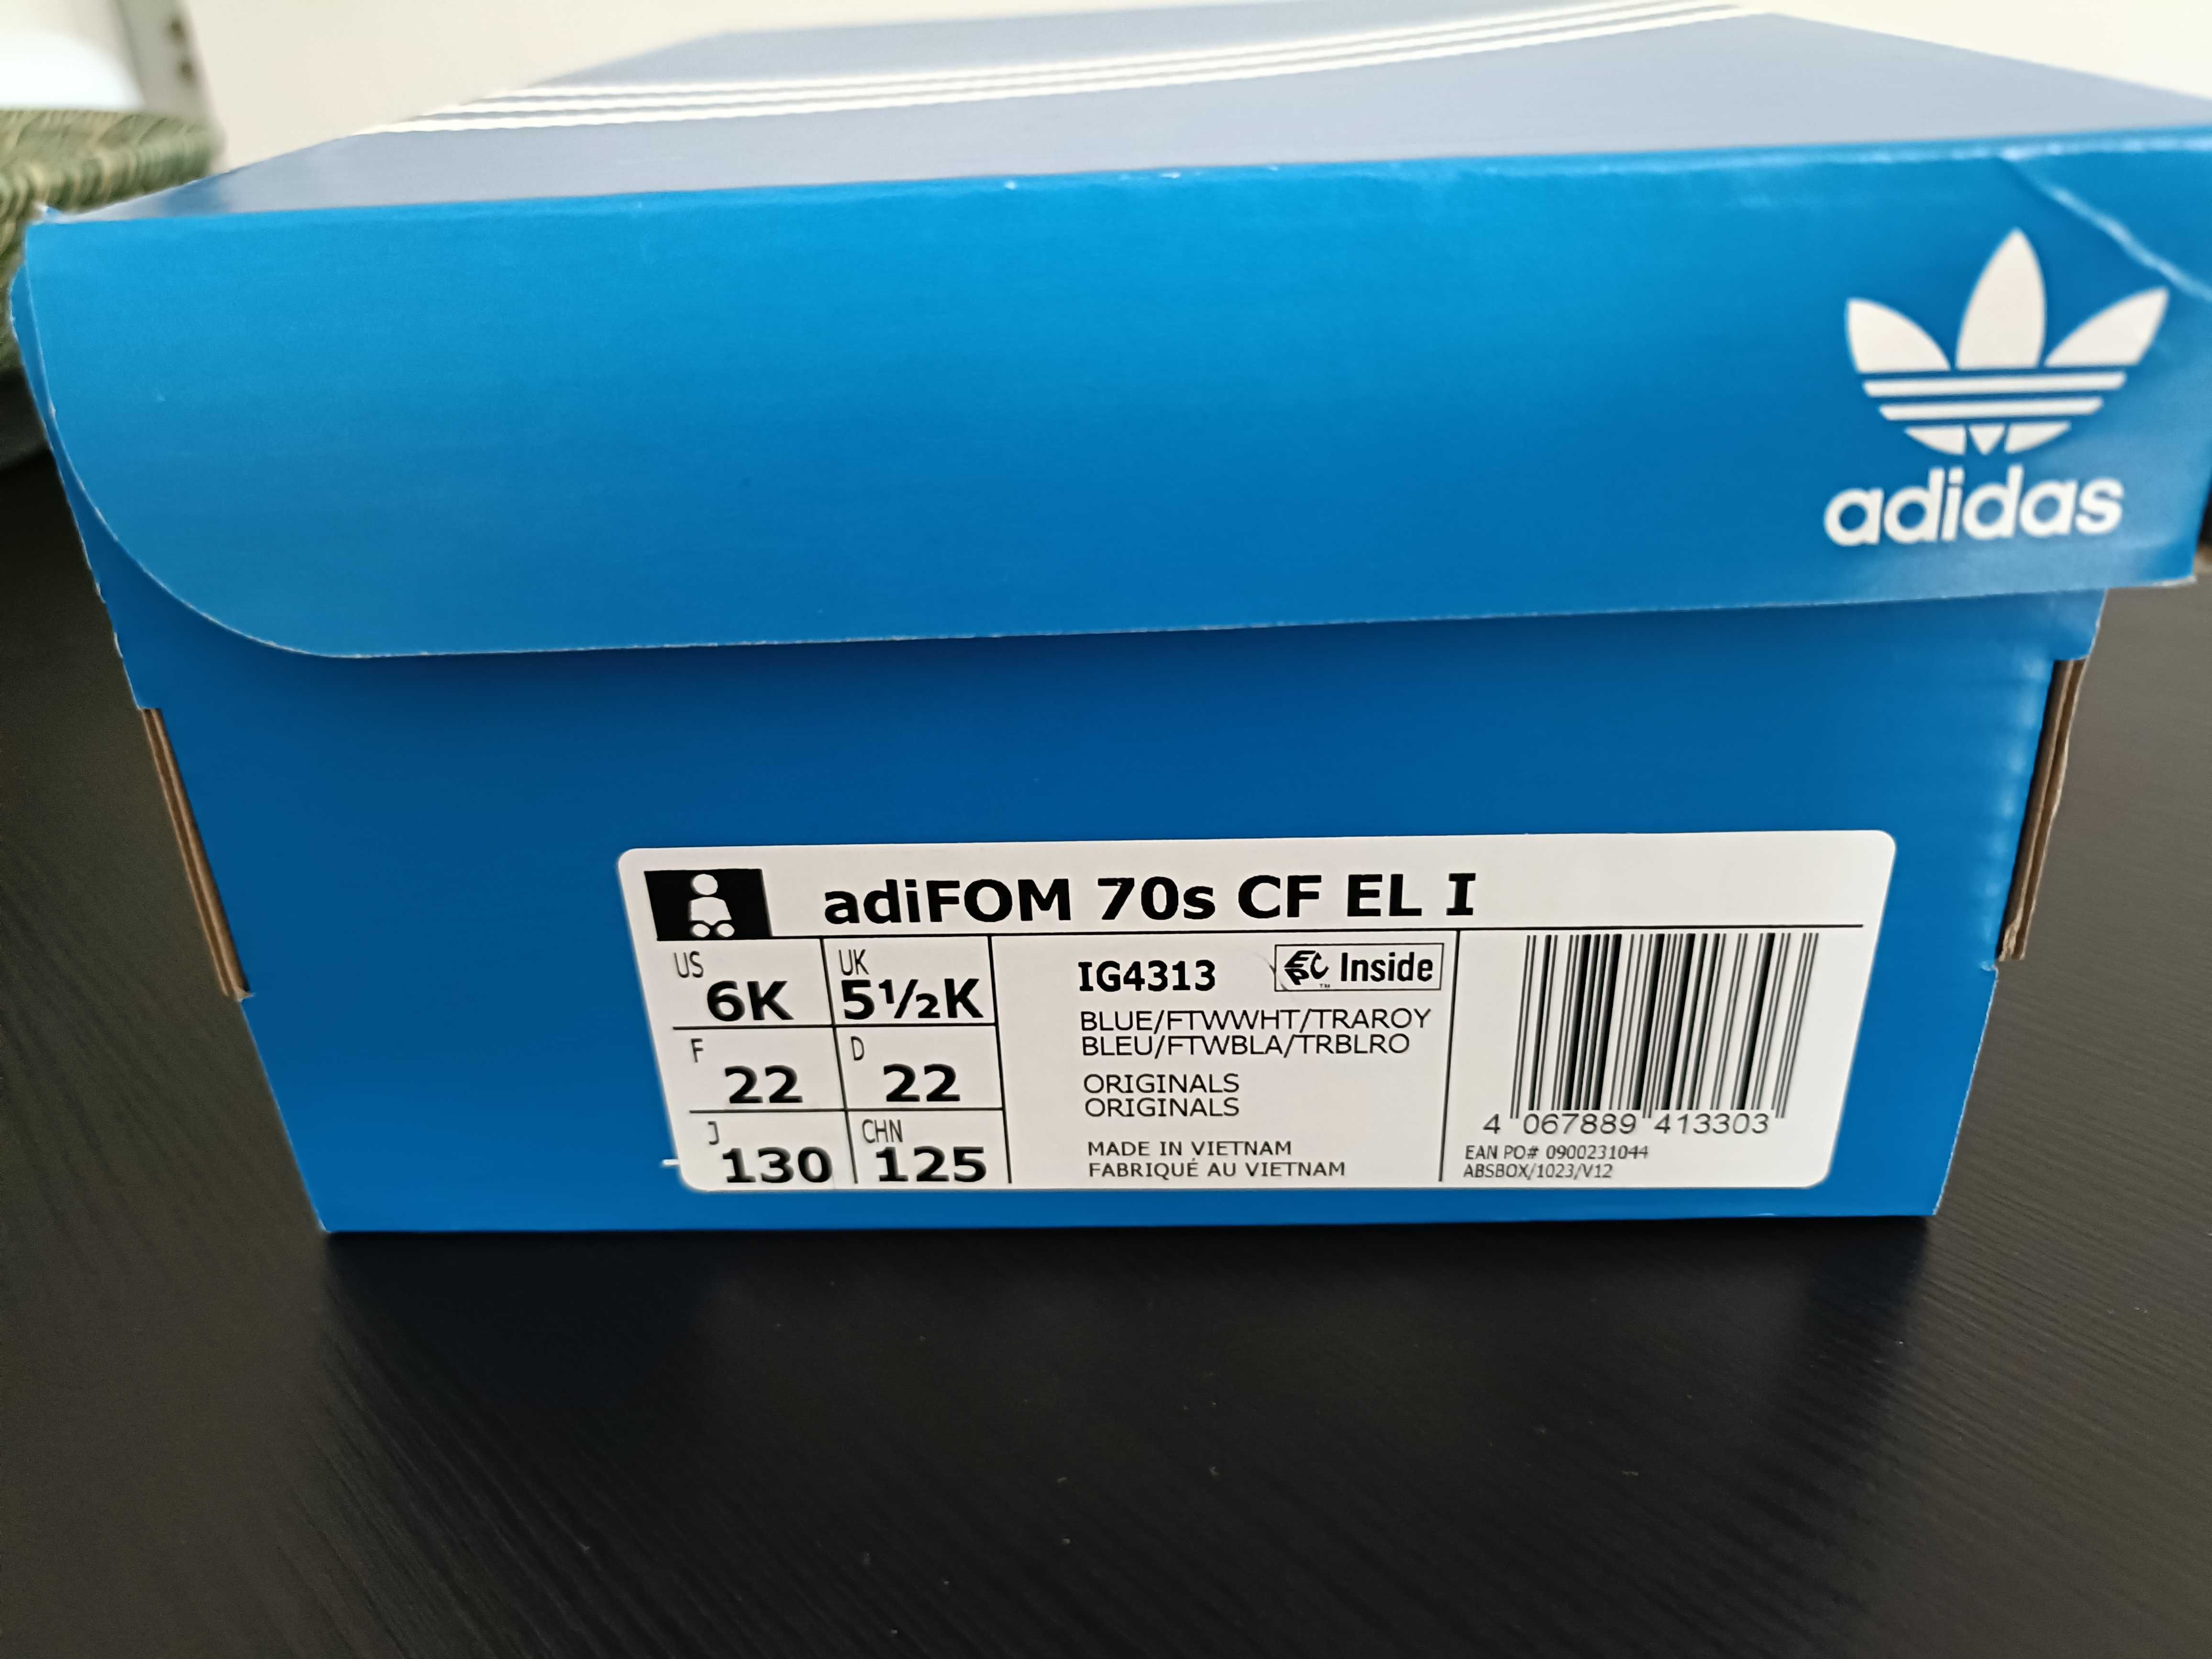 adidas
adiFOM 70s CF EL I
US 6K UK 5½K
F 22 D 22
J 130 CHN 125
IG4313 EPC Inside
BLUE/FTWWHT/TRAROY
BLEU/FTWBLA/TRBLRO
ORIGINALS
ORIGINALS
MADE IN VIETNAM
FABRIQUÉ AU VIETNAM
4 067889 413303
EAN PO# 0900231044
ABSBOX/1023/V12